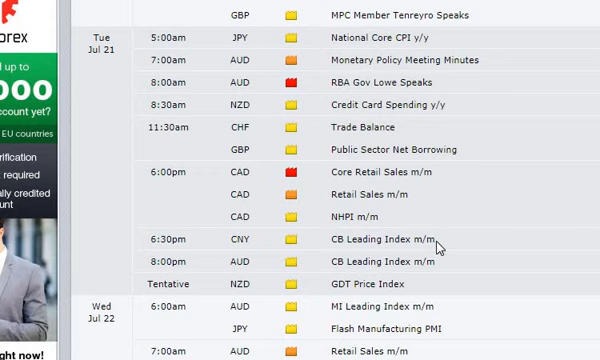 GBP MPC Member Tenreyro Speaks
Tue
Jul 21
5:00am JPY National Core CPI y/y
7:00am AUD Monetary Policy Meeting Minutes
8:00am AUD RBA Gov Lowe Speaks
8:30am NZD Credit Card Spending y/y
11:30am CHF Trade Balance
GBP Public Sector Net Borrowing
6:00pm CAD Core Retail Sales m/m
CAD Retail Sales m/m
CAD NHPI m/m
6:30pm CNY CB Leading Index m/m
8:00pm AUD CB Leading Index m/m
Tentative NZD GDT Price Index
Wed
Jul 22
6:00am AUD MI Leading Index m/m
JPY Flash Manufacturing PMI
7:00am AUD Retail Sales m/m
orex
d up to
000
account yet?
EU countries
rification
required
ally credited
unt
ght now!